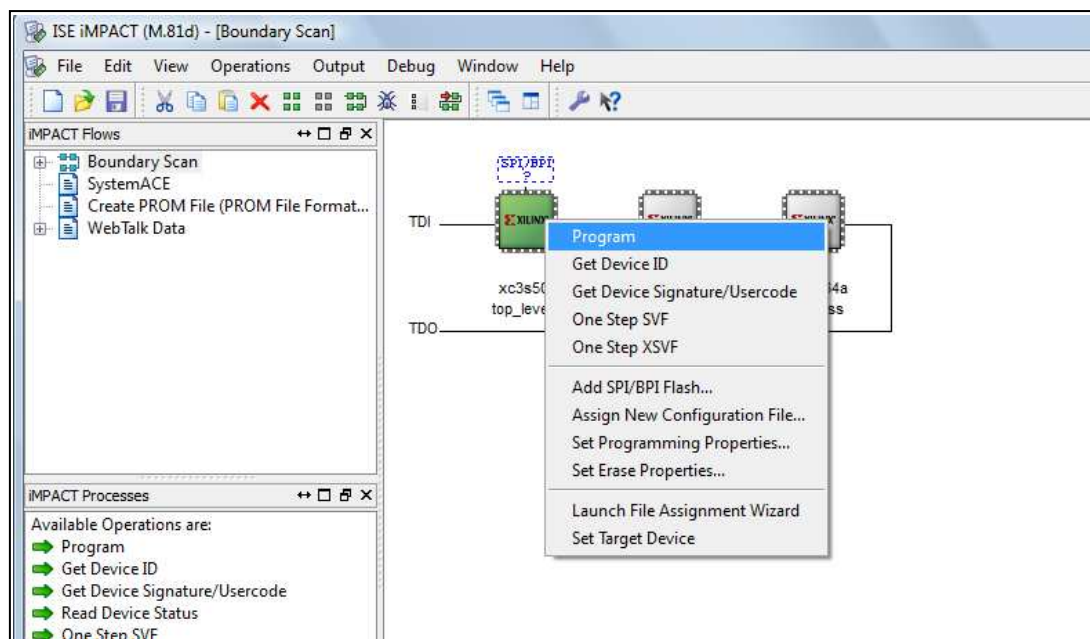 ISE iMPACT (M.81d) - [Boundary Scan]
File Edit View Operations Output Debug Window Help
iMPACT Flows
Boundary Scan
SystemACE
Create PROM File (PROM File Format...
WebTalk Data
SPI/BPI
?
TDI
XILINX
Program
Get Device ID
Get Device Signature/Usercode
One Step SVF
One Step XSVF
Add SPI/BPI Flash...
Assign New Configuration File...
Set Programming Properties...
Set Erase Properties...
Launch File Assignment Wizard
Set Target Device
TDO
iMPACT Processes
Available Operations are:
Program
Get Device ID
Get Device Signature/Usercode
Read Device Status
One Step SVF